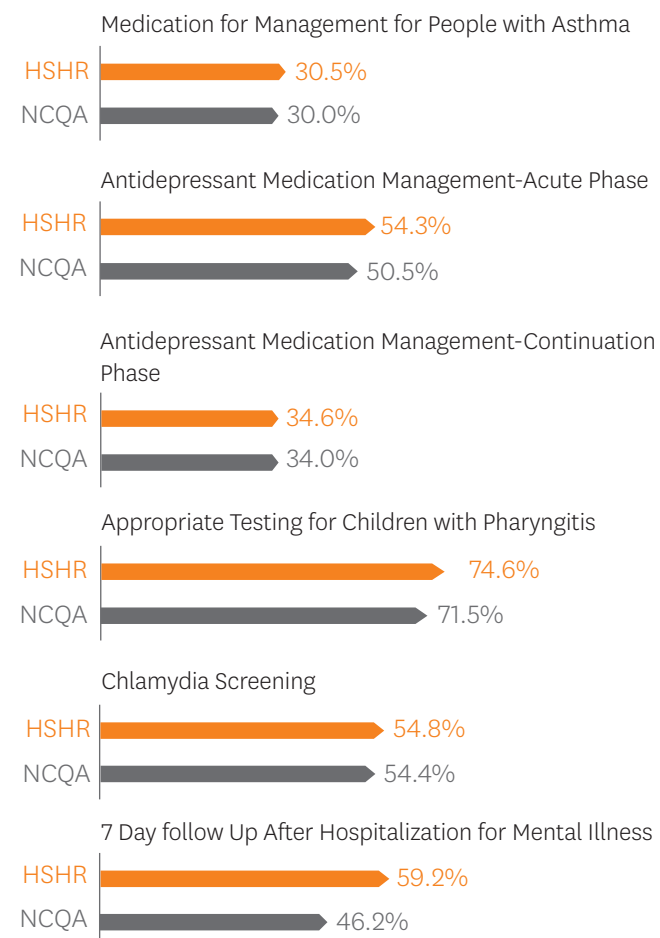 Medication for Management for People with Asthma
HSHR 30.5%
NCQA 30.0%
Antidepressant Medication Management-Acute Phase
HSHR 54.3%
NCQA 50.5%
Antidepressant Medication Management-Continuation
Phase
HSHR 34.6%
NCQA 34.0%
Appropriate Testing for Children with Pharyngitis
HSHR 74.6%
NCQA 71.5%
Chlamydia Screening
HSHR 54.8%
NCQA 54.4%
7 Day follow Up After Hospitalization for Mental Illness
HSHR 59.2%
NCQA 46.2%